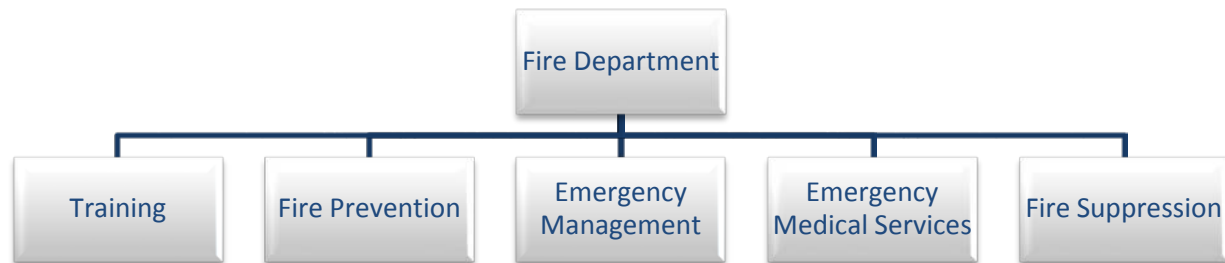 Fire Department
Training
Fire Prevention
Emergency
Management
Emergency
Medical Services
Fire Suppression